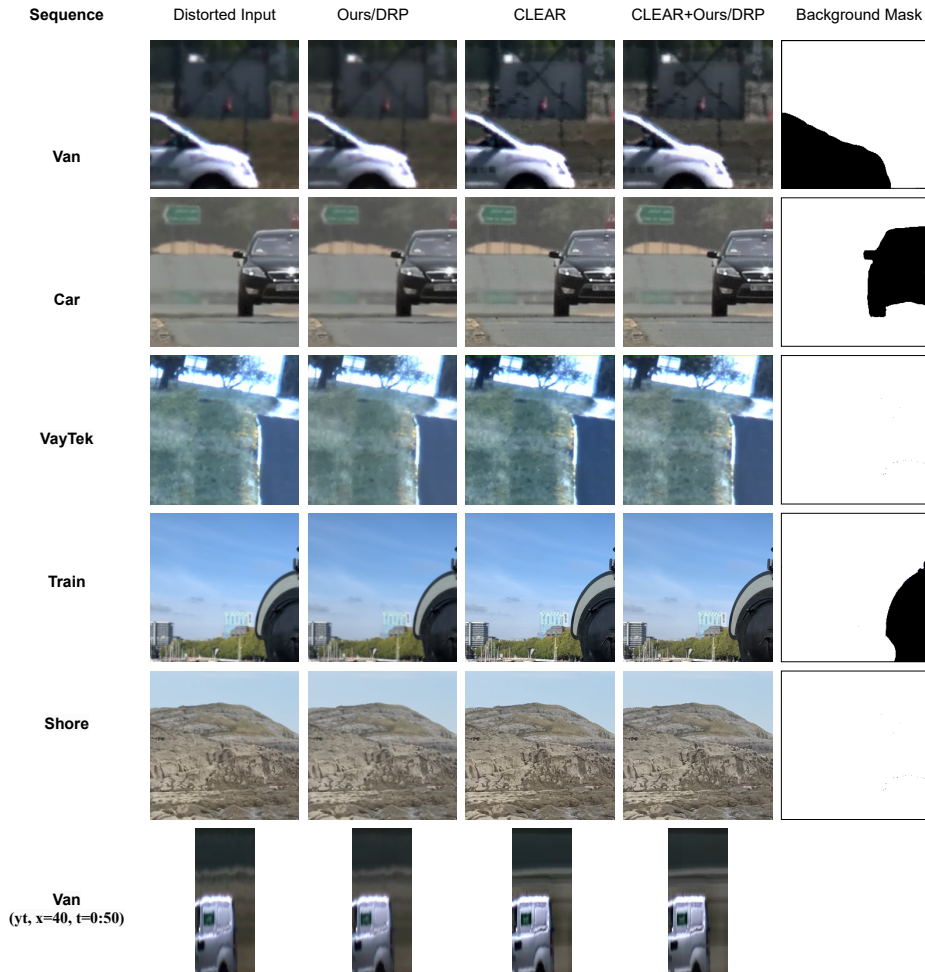 Sequence Distorted Input Ours/DRP CLEAR CLEAR+Ours/DRP Background Mask
Van
Car
VayTek
Train
Shore
Van
(yt, x=40, t=0:50)